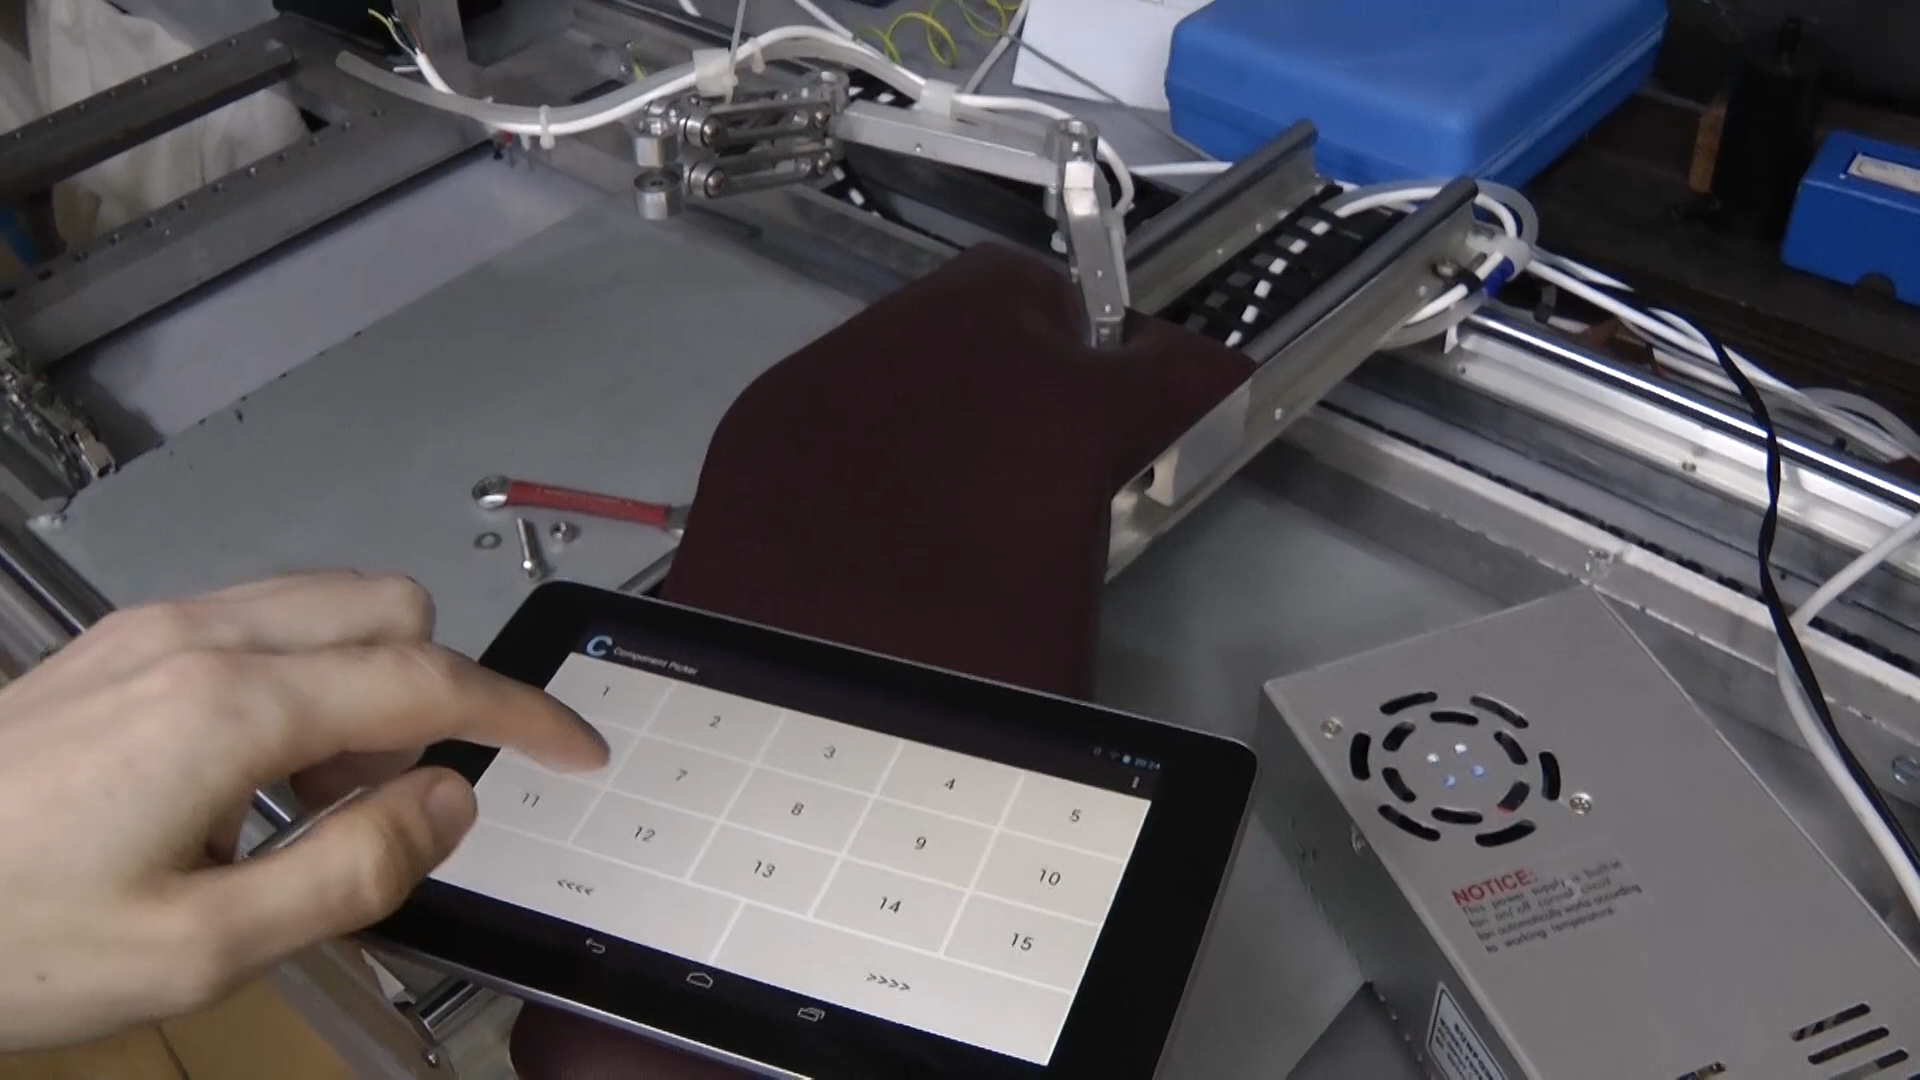 C Component Picker
20:24
1
2
3
4
5
7
8
9
10
11
12
13
14
15
<<<<
>>>>
NOTICE:
This power supply is built-in
fan on/off control circuit
fan automatically works according
to working temperature